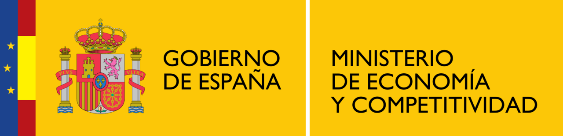 GOBIERNO
DE ESPAÑA
MINISTERIO
DE ECONOMÍA
Y COMPETITIVIDAD